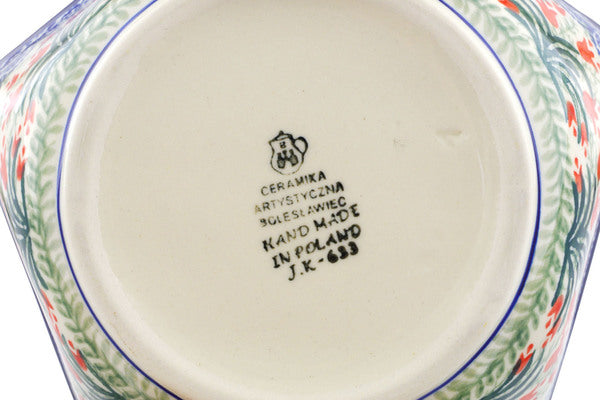 CERAMIKA
ARTYSTYCZNA
BOLESŁAWIEC
HAND MADE
IN POLAND
J.K-633